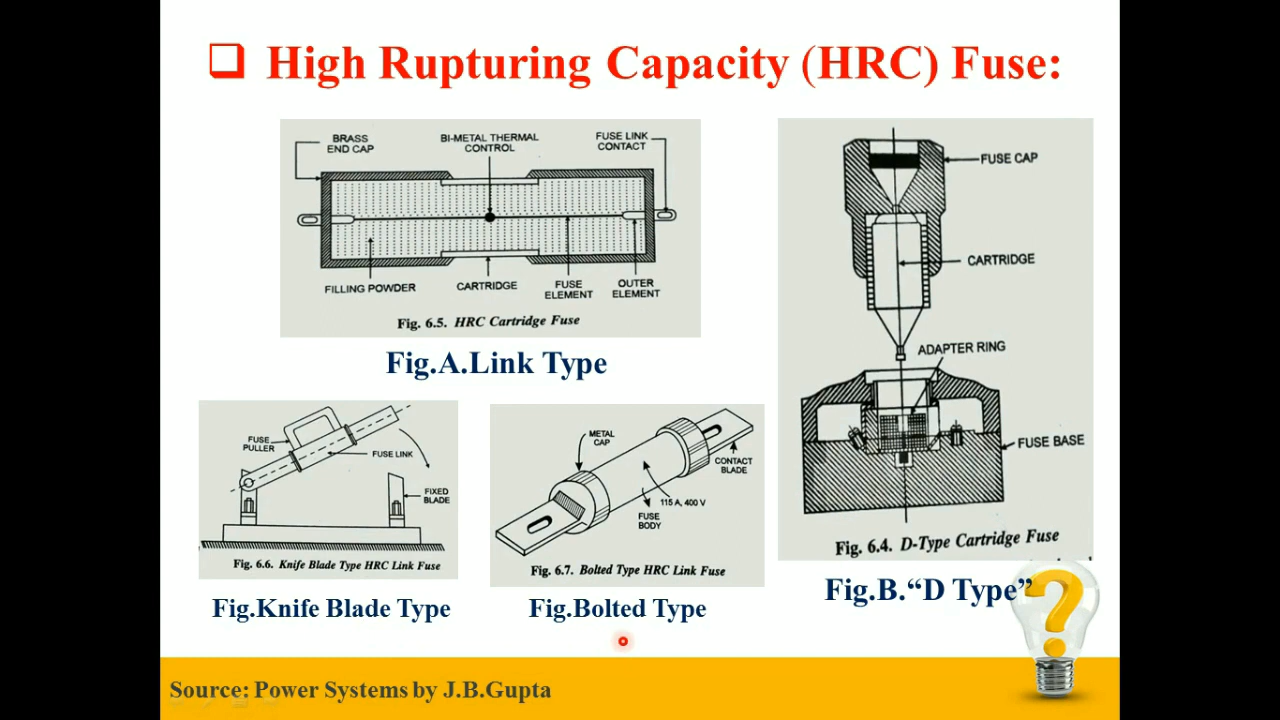 High Rupturing Capacity (HRC) Fuse:
BRASS
END CAP
BI-METAL THERMAL
CONTROL
FUSE LINK
CONTACT
FILLING POWDER
CARTRIDGE
FUSE
ELEMENT
OUTER
ELEMENT
Fig. 6.5. HRC Cartridge Fuse
Fig.A.Link Type
FUSE
PULLER
FUSE LINK
FIXED
BLADE
Fig. 6.6. Knife Blade Type HRC Link Fuse
Fig.Knife Blade Type
METAL
CAP
CONTACT
BLADE
115 A, 400 V
FUSE
BODY
Fig. 6.7. Bolted Type HRC Link Fuse
Fig.Bolted Type
FUSE CAP
CARTRIDGE
ADAPTER RING
FUSE BASE
Fig. 6.4. D-Type Cartridge Fuse
Fig.B.“D Type”
Source: Power Systems by J.B.Gupta